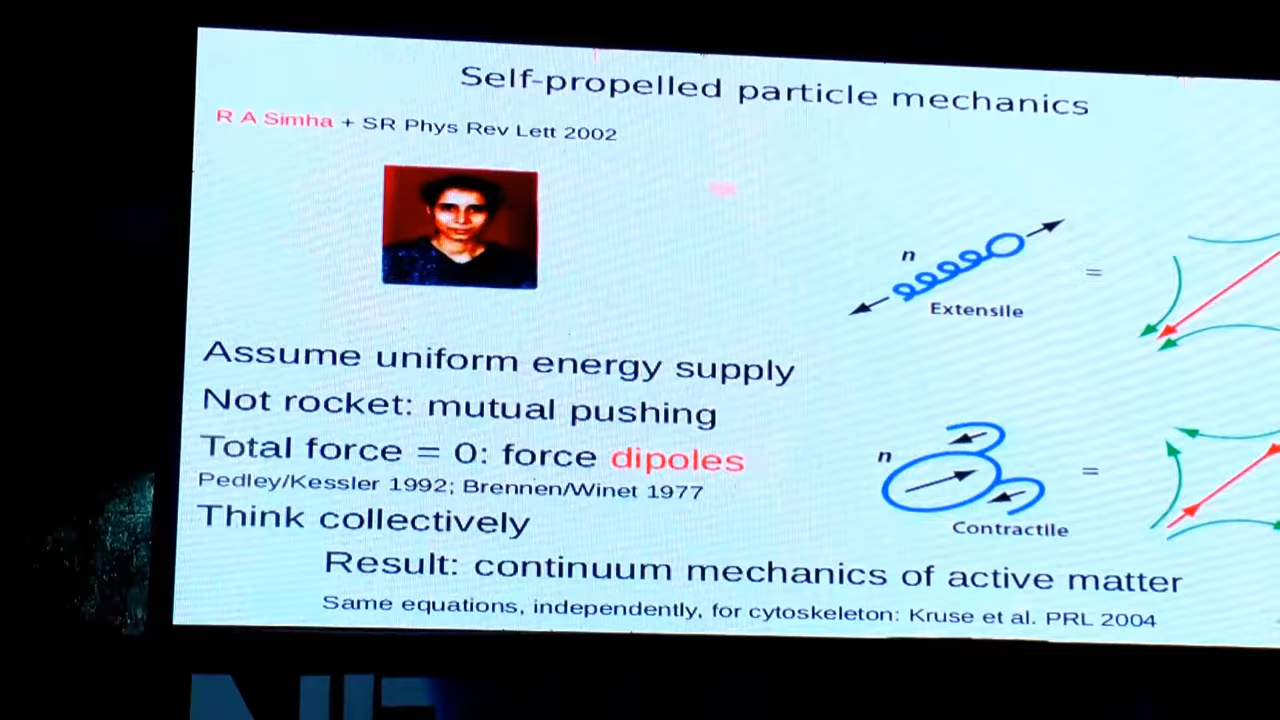 Self-propelled particle mechanics
R A Simha + SR Phys Rev Lett 2002
n
Extensile
=
Assume uniform energy supply
Not rocket: mutual pushing
Total force = 0: force dipoles
Pedley/Kessler 1992; Brennen/Winet 1977
Think collectively
n
=
Contractile
Result: continuum mechanics of active matter
Same equations, independently, for cytoskeleton: Kruse et al. PRL 2004